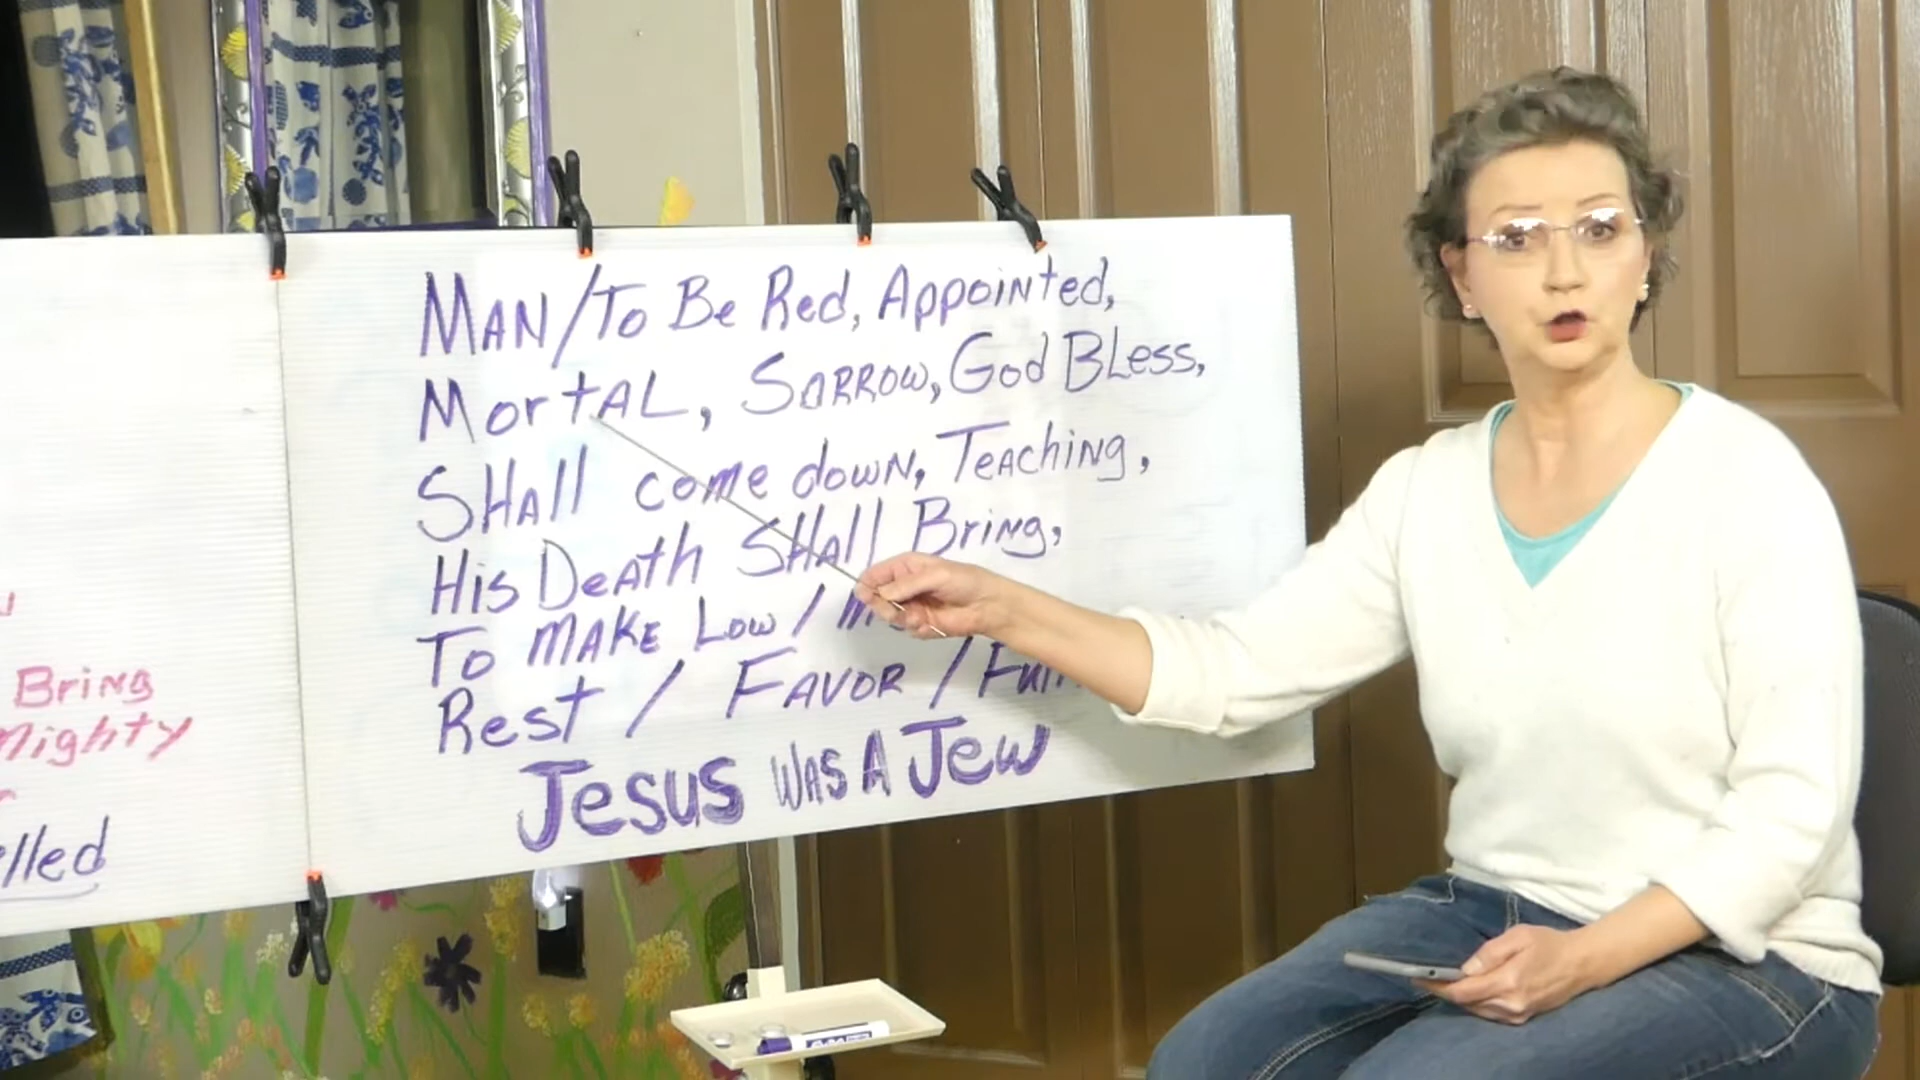 Man/To Be Red, Appointed,
Mortal, Sorrow, God Bless,
Shall come down, Teaching,
His Death Shall Bring,
To Make Low /
Rest / Favor /
Jesus was a Jew
Bring
Mighty